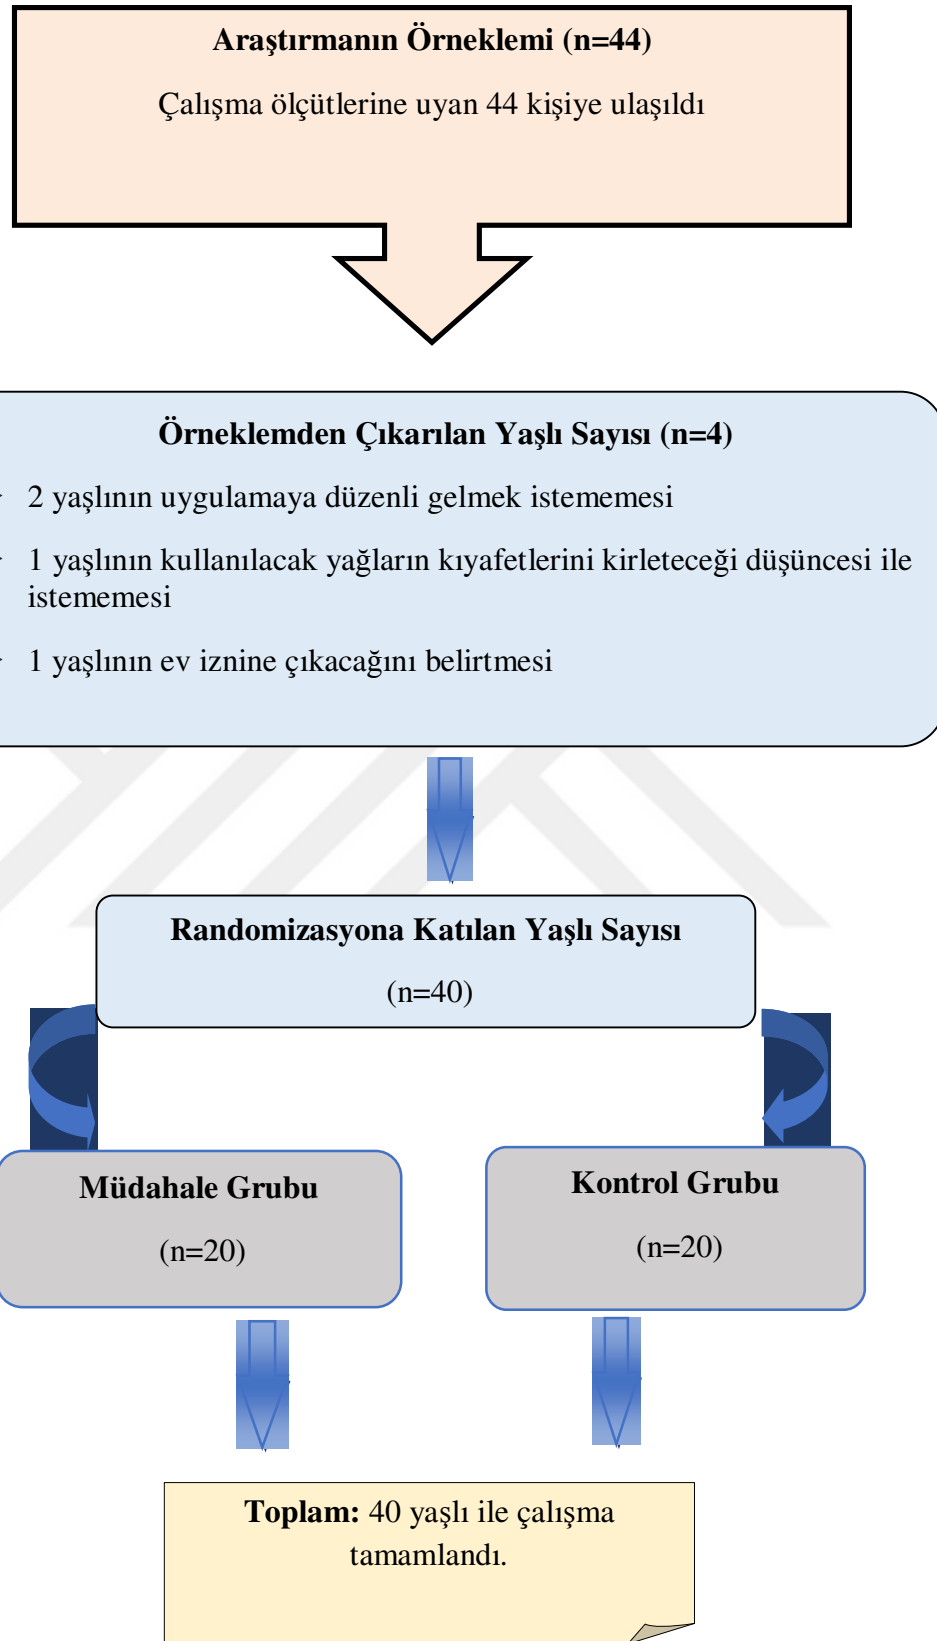 Araştırmanın Örneklemi (n=44)
Çalışma ölçütlerine uyan 44 kişiye ulaşıldı
Örneklemden Çıkarılan Yaşlı Sayısı (n=4)
2 yaşlının uygulamaya düzenli gelmek istememesi
1 yaşlının kullanılacak yağların kıyafetlerini kirleteceği düşüncesi ile
istememesi
1 yaşlının ev iznine çıkacağını belirtmesi
Randomizasyona Katılan Yaşlı Sayısı
(n=40)
Müdahale Grubu
(n=20)
Kontrol Grubu
(n=20)
Toplam: 40 yaşlı ile çalışma
tamamlandı.